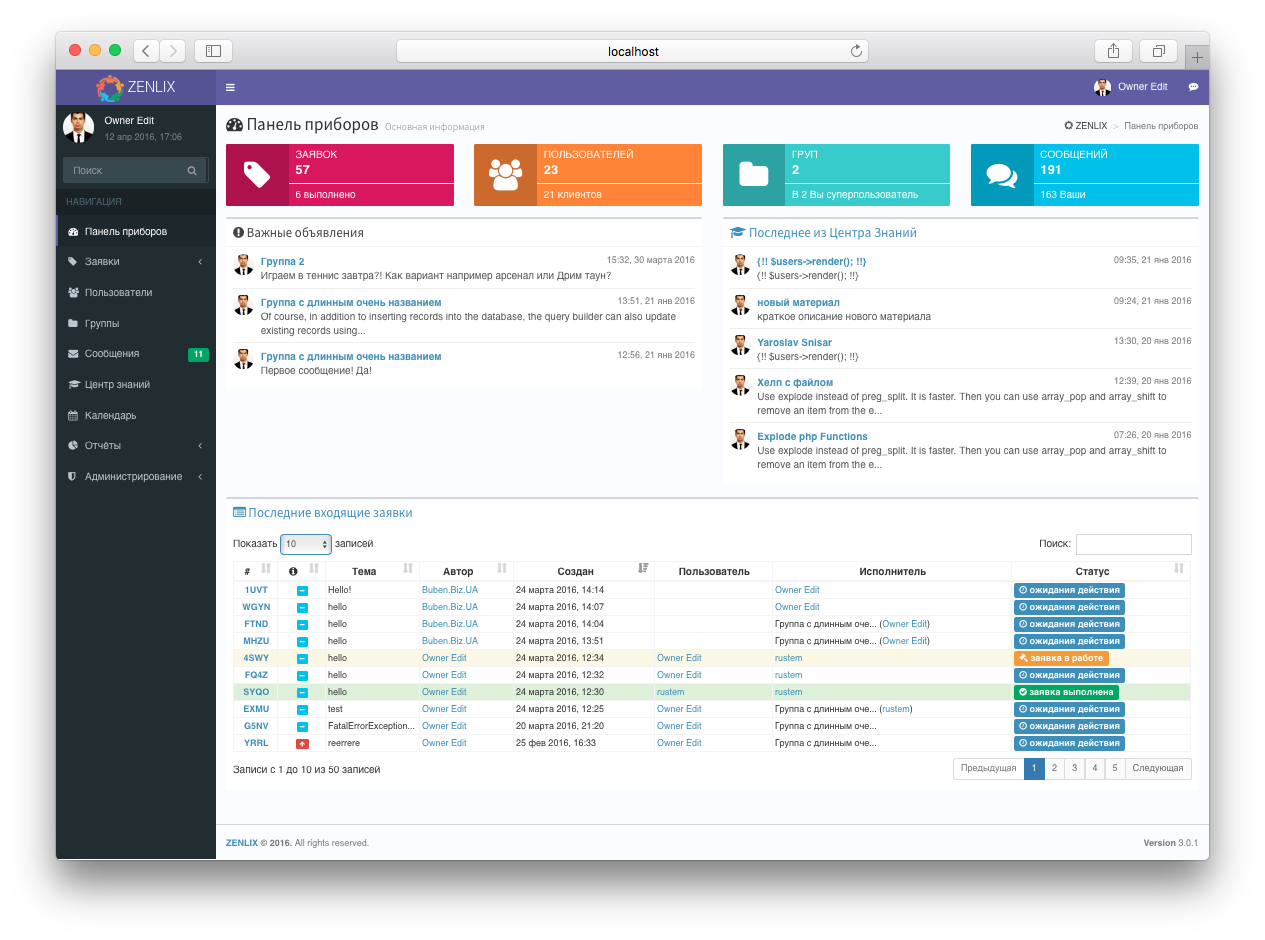 localhost
ZENLIX
Owner Edit
Owner Edit
12 апр 2016, 17:06
Поиск
НАВИГАЦИЯ
Панель приборов
Заявки
Пользователи
Группы
Сообщения 11
Центр знаний
Календарь
Отчёты
Администрирование
Панель приборов Основная информация
ZENLIX > Панель приборов
ЗАЯВОК
57
6 выполнено
ПОЛЬЗОВАТЕЛЕЙ
23
21 клиентов
ГРУП
2
В 2 Вы суперпользователь
СООБЩЕНИЙ
191
163 Ваши
Важные объявления
Группа 2 15:32, 30 марта 2016
Играем в теннис завтра?! Как вариант например арсенал или Дрим таун?
Группа с длинным очень названием 13:51, 21 янв 2016
Of course, in addition to inserting records into the database, the query builder can also update
existing records using...
Группа с длинным очень названием 12:56, 21 янв 2016
Первое сообщение! Да!
Последнее из Центра Знаний
{!! $users->render(); !!} 09:35, 21 янв 2016
{!! $users->render(); !!}
новый материал 09:24, 21 янв 2016
краткое описание нового материала
Yaroslav Snisar 13:30, 20 янв 2016
{!! $users->render(); !!}
Хелп с файлом 12:39, 20 янв 2016
Use explode instead of preg_split. It is faster. Then you can use array_pop and array_shift to
remove an item from the e...
Explode php Functions 07:26, 20 янв 2016
Use explode instead of preg_split. It is faster. Then you can use array_pop and array_shift to
remove an item from the e...
Последние входящие заявки
Показать 10 записей Поиск:
# Тема Автор Создан Пользователь Исполнитель Статус
1UVT Hello! Buben.Biz.UA 24 марта 2016, 14:14 Owner Edit ожидания действия
WGYN hello Buben.Biz.UA 24 марта 2016, 14:07 Owner Edit ожидания действия
FTND hello Buben.Biz.UA 24 марта 2016, 14:04 Группа с длинным оче... (Owner Edit) ожидания действия
MHZU hello Buben.Biz.UA 24 марта 2016, 13:51 Группа с длинным оче... (Owner Edit) ожидания действия
4SWY hello Owner Edit 24 марта 2016, 12:34 Owner Edit rustem заявка в работе
FQ4Z hello Owner Edit 24 марта 2016, 12:32 Owner Edit rustem ожидания действия
SYQO hello Owner Edit 24 марта 2016, 12:30 rustem rustem заявка выполнена
EXMU test Owner Edit 24 марта 2016, 12:25 Owner Edit Группа с длинным оче... (rustem) ожидания действия
G5NV FatalErrorException... Owner Edit 20 марта 2016, 21:20 Owner Edit Группа с длинным оче... ожидания действия
YRRL reerrere Owner Edit 25 фев 2016, 16:33 Owner Edit Группа с длинным оче... ожидания действия
Записи с 1 до 10 из 50 записей
Предыдущая 1 2 3 4 5 Следующая
ZENLIX © 2016. All rights reserved. Version 3.0.1